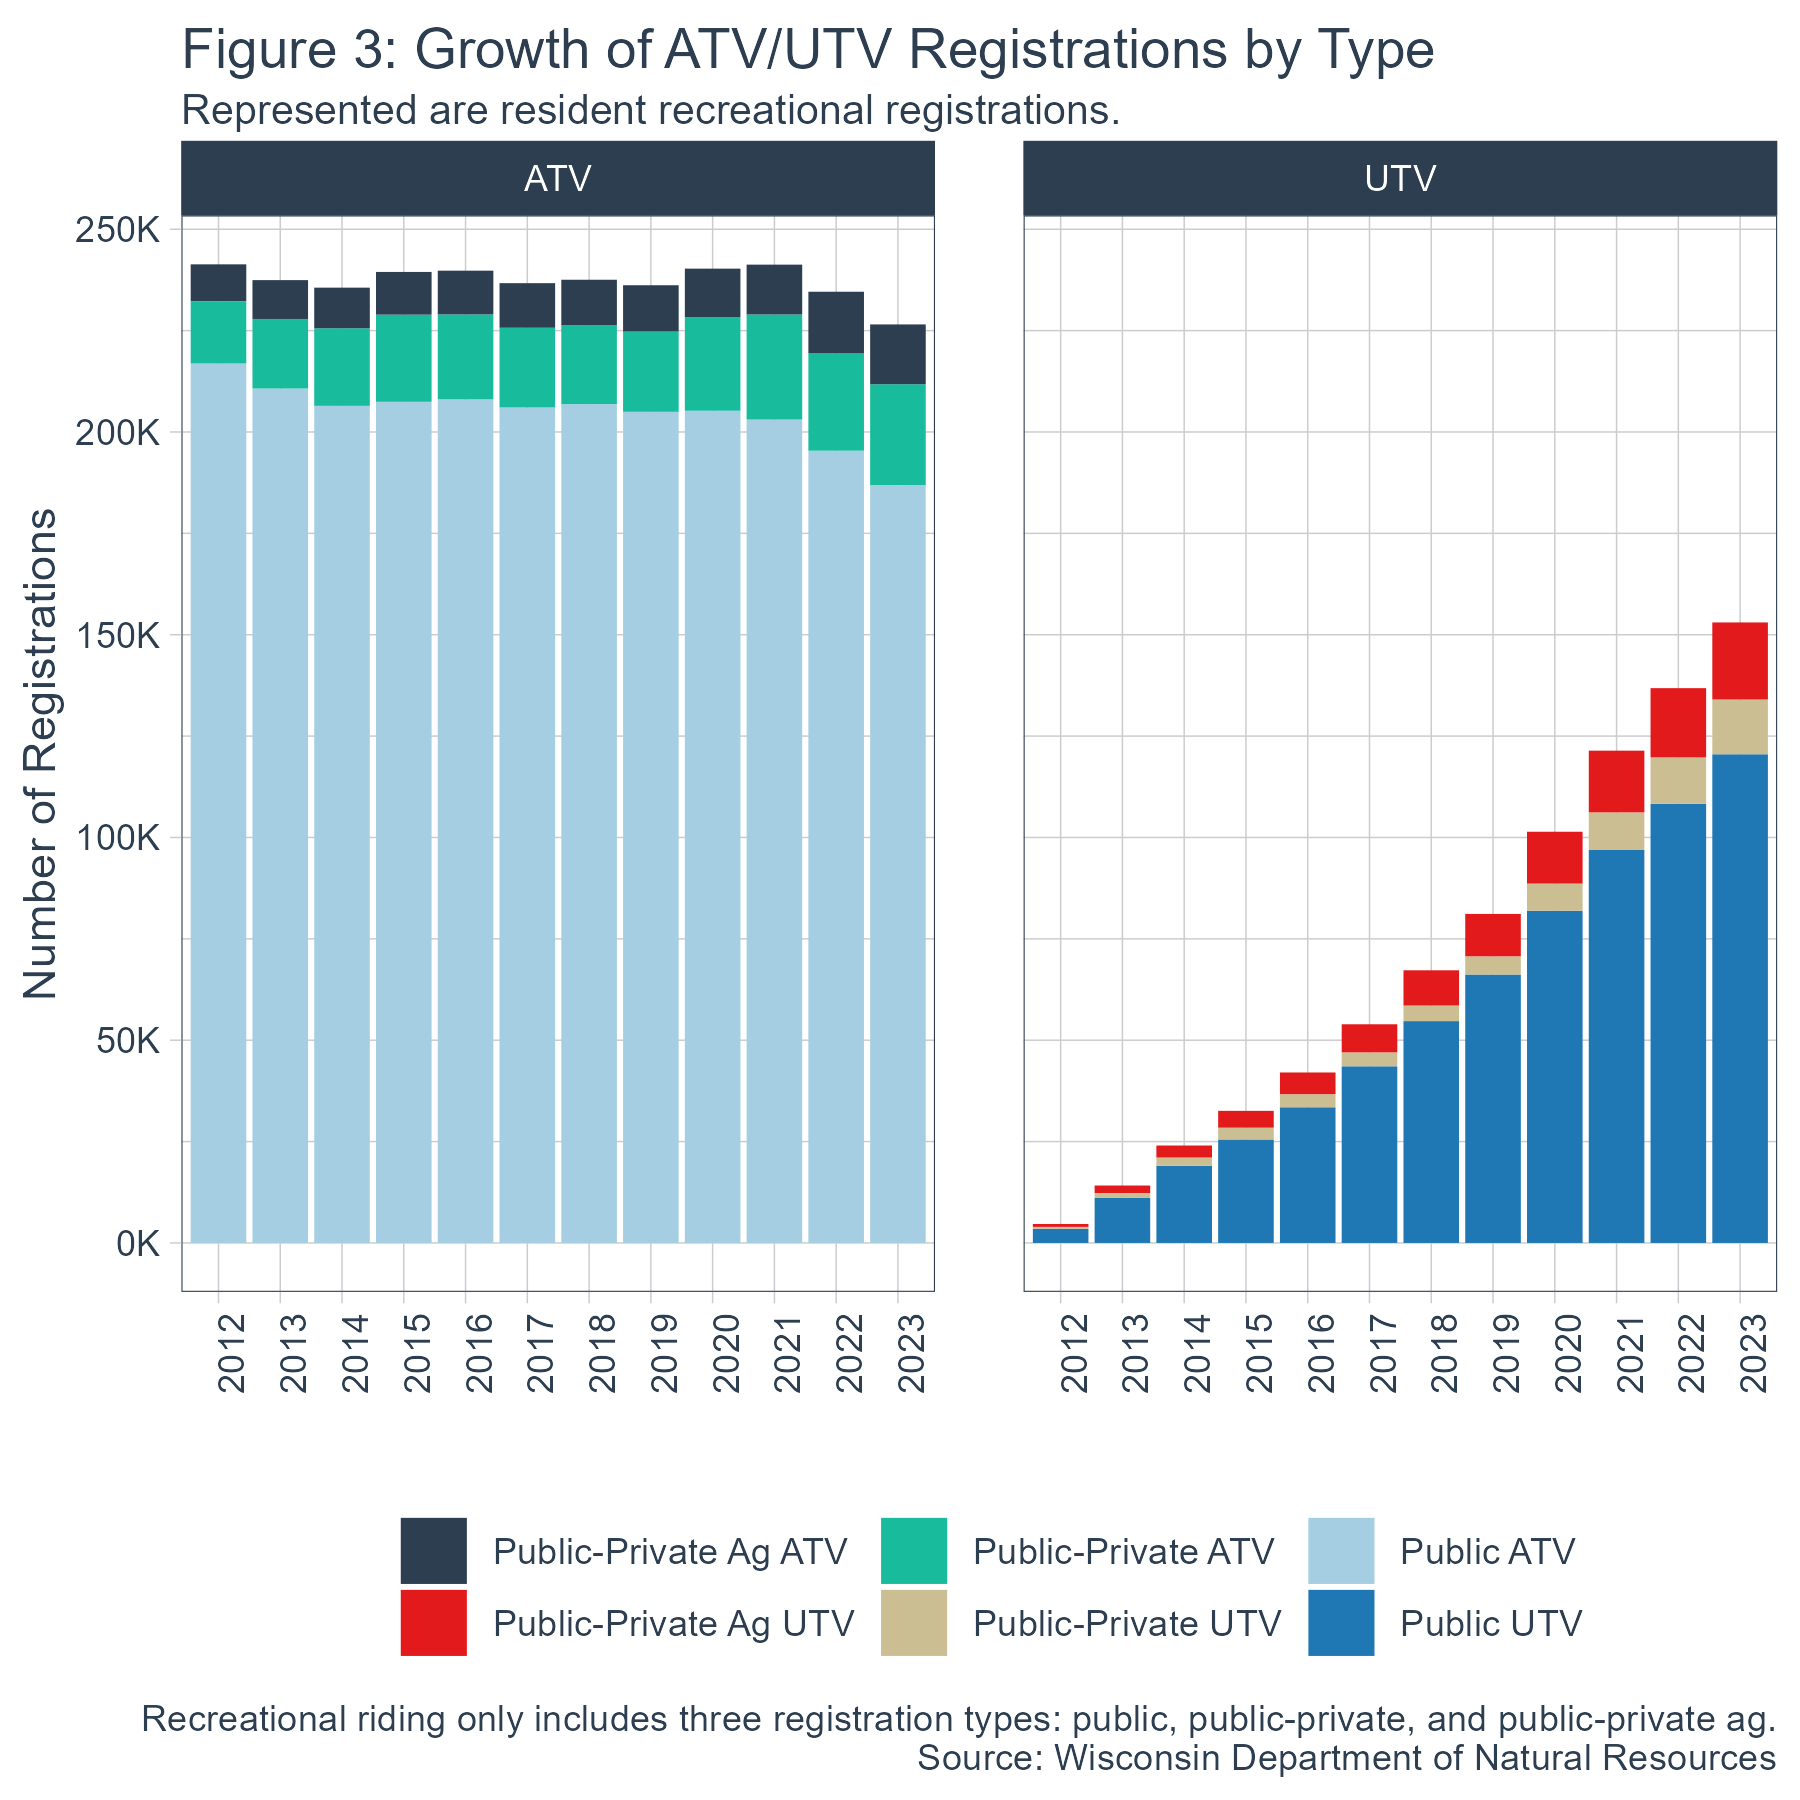 Figure 3: Growth of ATV/UTV Registrations by Type
Represented are resident recreational registrations.
ATV
UTV
Number of Registrations
250K
200K
150K
100K
50K
0K
2012
2013
2014
2015
2016
2017
2018
2019
2020
2021
2022
2023
2012
2013
2014
2015
2016
2017
2018
2019
2020
2021
2022
2023
Public-Private Ag ATV
Public-Private ATV
Public ATV
Public-Private Ag UTV
Public-Private UTV
Public UTV
Recreational riding only includes three registration types: public, public-private, and public-private ag.
Source: Wisconsin Department of Natural Resources